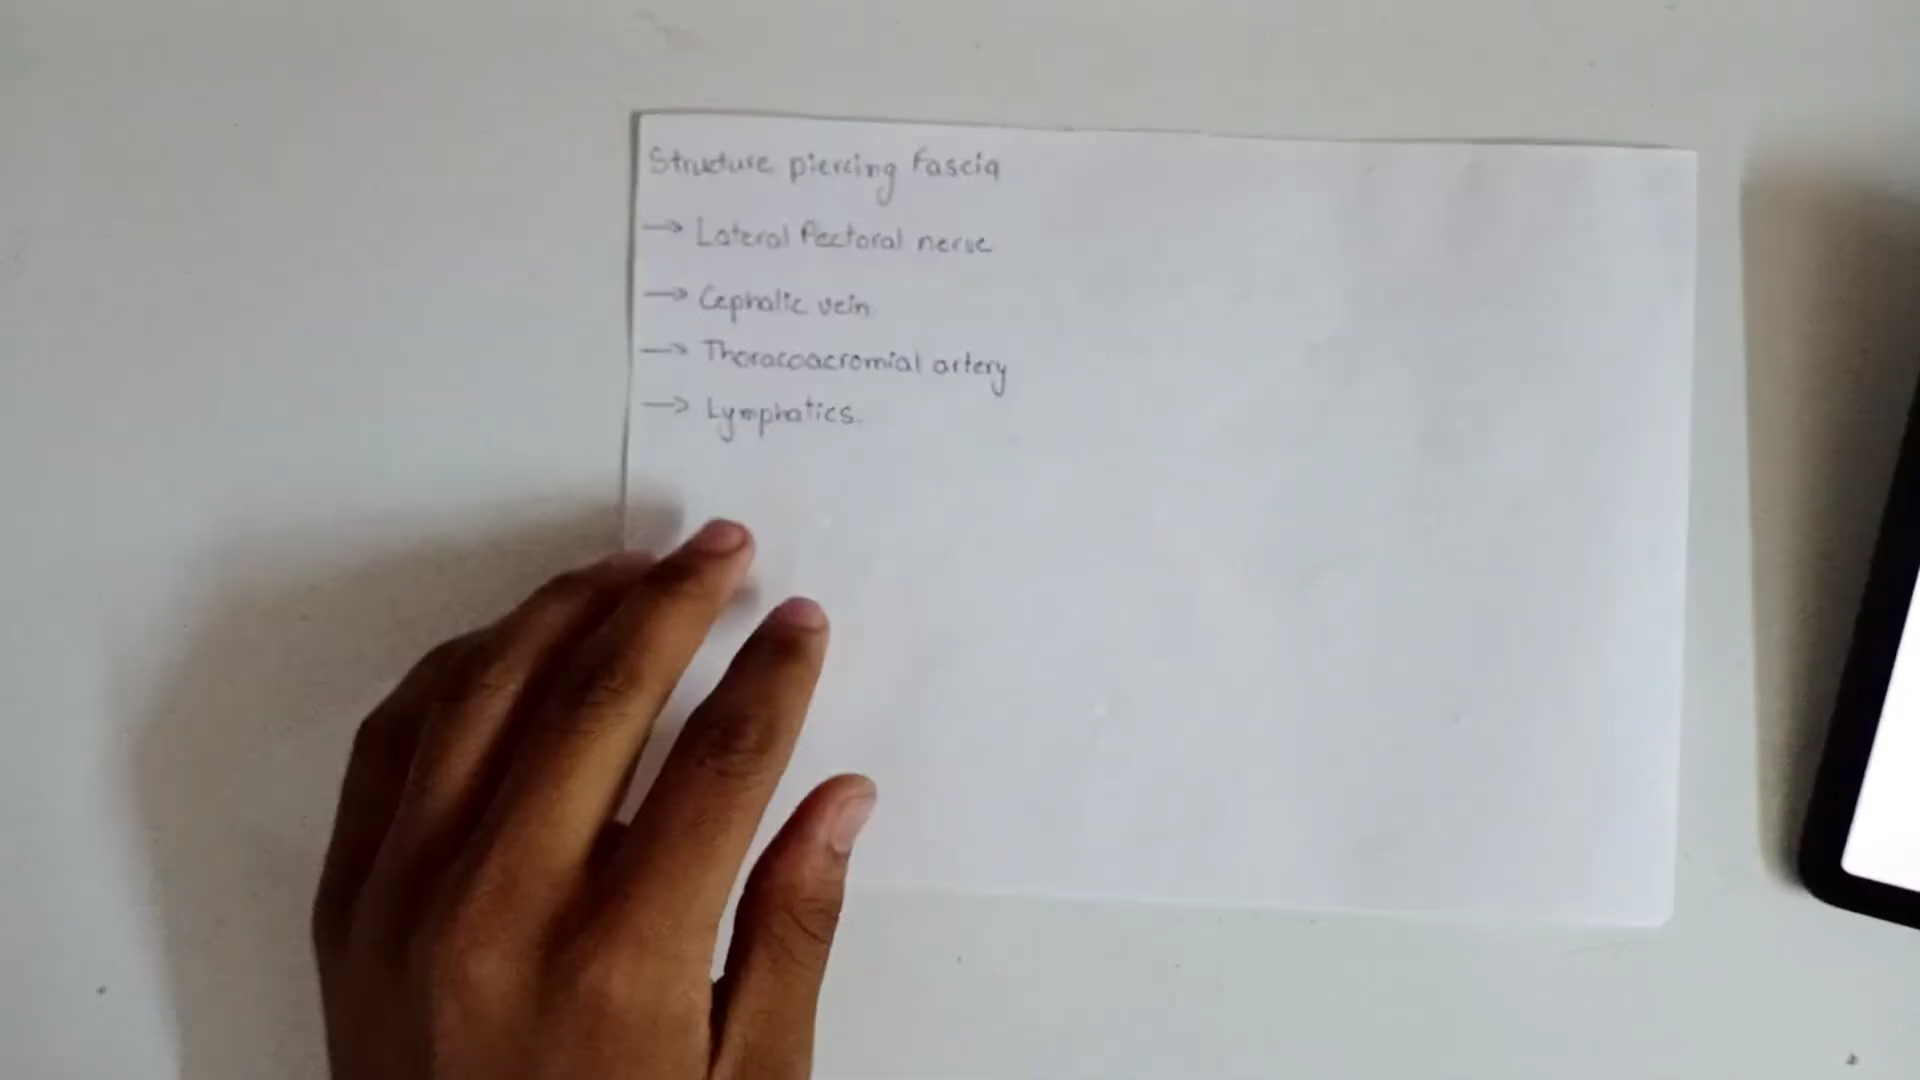 Structure piercing Fascia
→ Lateral Pectoral nerve
→ Cephalic vein
→ Thoracoacromial artery
→ Lymphatics.